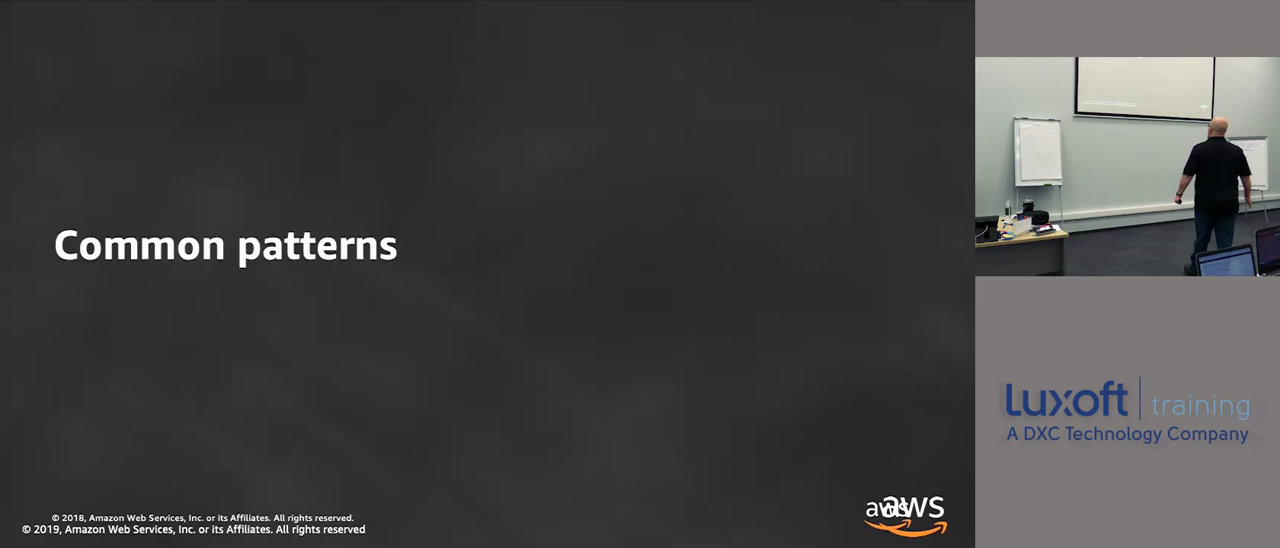 Common patterns
© 2018, Amazon Web Services, Inc. or its Affiliates. All rights reserved.
© 2019, Amazon Web Services, Inc. or its Affiliates. All rights reserved
aws
aws
Luxoft training
A DXC Technology Company